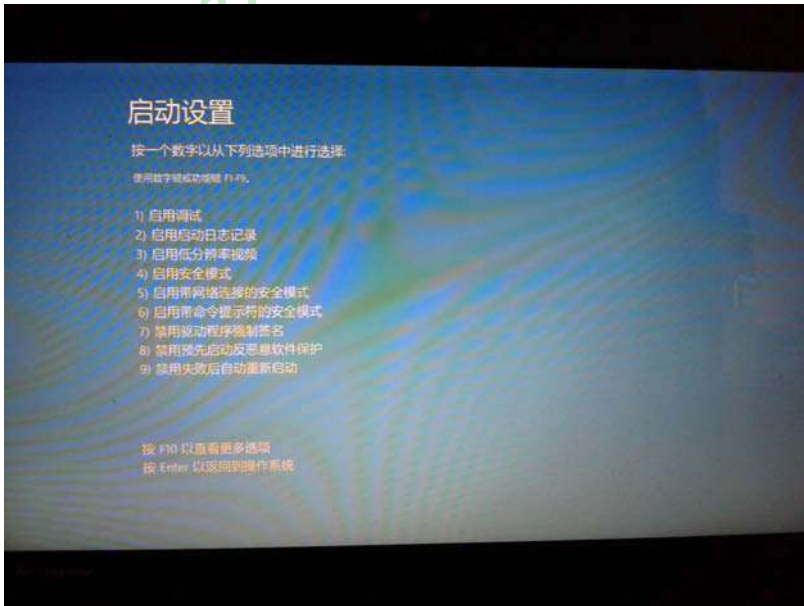 启动设置
按一个数字以从下列选项中进行选择:
使用数字键或功能键 F1-F9。
1) 启用调试
2) 启用启动日志记录
3) 启用低分辨率视频
4) 启用安全模式
5) 启用带网络连接的安全模式
6) 启用带命令提示符的安全模式
7) 禁用驱动程序强制签名
8) 禁用预先启动反恶意软件保护
9) 禁用失败后自动重新启动
按 F10 以查看更多选项
按 Enter 以返回到操作系统